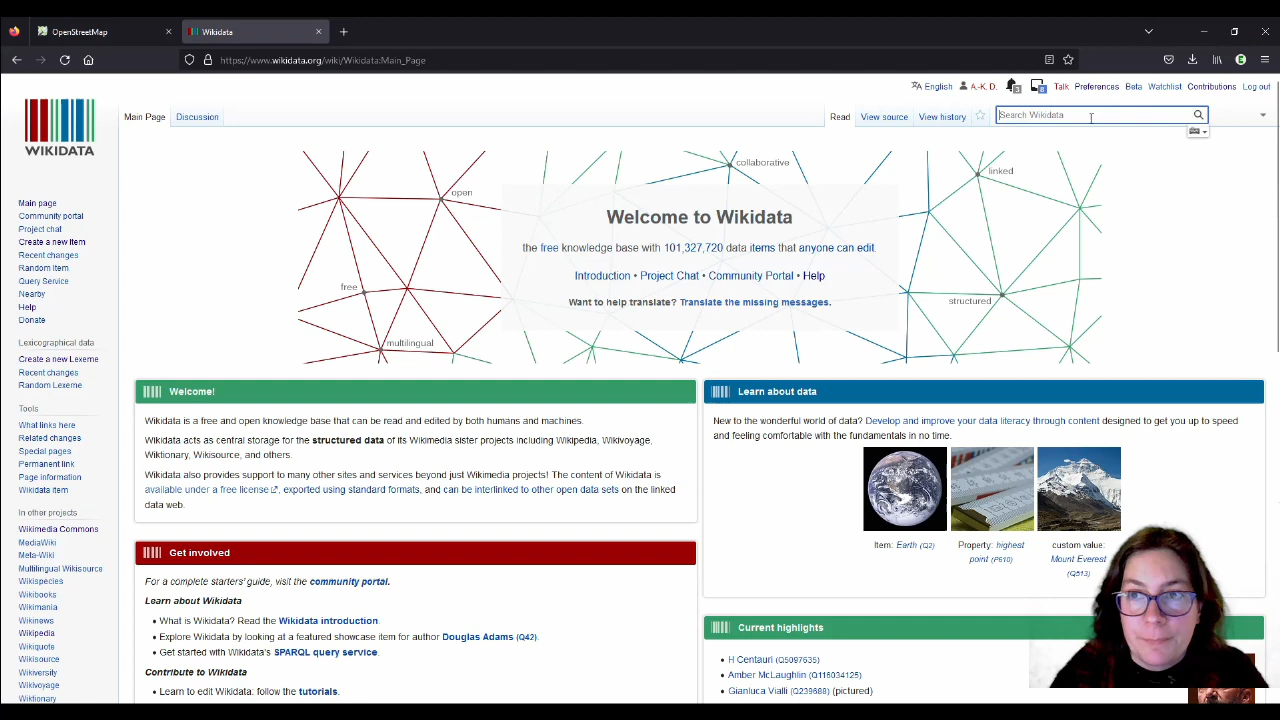 OpenStreetMap
Wikidata
https://www.wikidata.org/wiki/Wikidata:Main_Page
English A.-K. D. 3 8 Talk Preferences Beta Watchlist Contributions Log out
Main Page Discussion Read View source View history Search Wikidata
WIKIDATA
Main page
Community portal
Project chat
Create a new Item
Recent changes
Random Item
Query Service
Nearby
Help
Donate
Lexicographical data
Create a new Lexeme
Recent changes
Random Lexeme
Tools
What links here
Related changes
Special pages
Permanent link
Page information
Wikidata item
In other projects
Wikimedia Commons
MediaWiki
Meta-Wiki
Multilingual Wikisource
Wikispecies
Wikibooks
Wikimania
Wikinews
Wikipedia
Wikiquote
Wikisource
Wikiversity
Wikivoyage
Wiktionary
collaborative
linked
open
free
structured
multilingual
Welcome to Wikidata
the free knowledge base with 101,327,720 data items that anyone can edit.
Introduction • Project Chat • Community Portal • Help
Want to help translate? Translate the missing messages.
Welcome!
Wikidata is a free and open knowledge base that can be read and edited by both humans and machines.
Wikidata acts as central storage for the structured data of its Wikimedia sister projects including Wikipedia, Wikivoyage,
Wiktionary, Wikisource, and others.
Wikidata also provides support to many other sites and services beyond just Wikimedia projects! The content of Wikidata is
available under a free license, exported using standard formats, and can be interlinked to other open data sets on the linked
data web.
Get involved
For a complete starters' guide, visit the community portal.
Learn about Wikidata
• What is Wikidata? Read the Wikidata introduction.
• Explore Wikidata by looking at a featured showcase item for author Douglas Adams (Q42).
• Get started with Wikidata's SPARQL query service.
Contribute to Wikidata
• Learn to edit Wikidata: follow the tutorials.
Learn about data
New to the wonderful world of data? Develop and improve your data literacy through content designed to get you up to speed
and feeling comfortable with the fundamentals in no time.
Item: Earth (Q2)
Property: highest
point (P610)
custom value:
Mount Everest
(Q513)
Current highlights
• H Centauri (Q5097635)
• Amber McLaughlin (Q116034125)
• Gianluca Vialli (Q239688) (pictured)